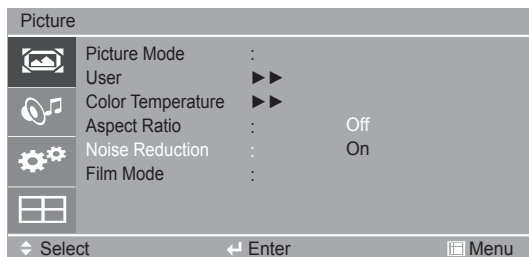 Picture
Picture Mode :
User ►►
Color Temperature ►►
Aspect Ratio : Off
Noise Reduction : On
Film Mode :
Select Enter Menu